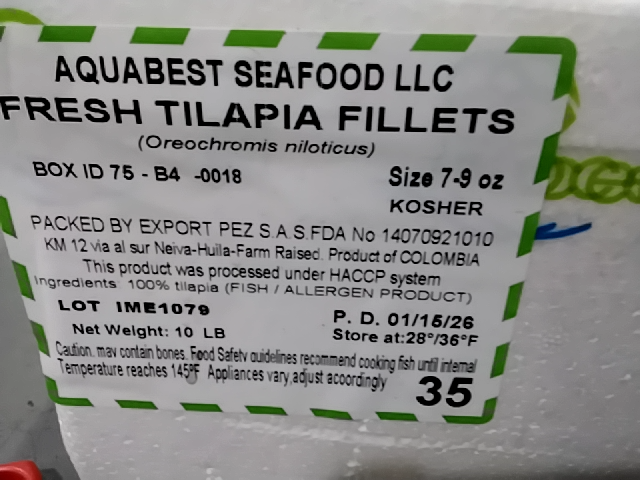 AQUABEST SEAFOOD LLC
FRESH TILAPIA FILLETS
(Oreochromis niloticus)
BOX ID 75 - B4 -0018
Size 7-9 oz
KOSHER
PACKED BY EXPORT PEZ S.A.S.FDA No 14070921010
KM 12 via al sur Neiva-Huila-Farm Raised. Product of COLOMBIA
This product was processed under HACCP system
Ingredients: 100% tilapia (FISH / ALLERGEN PRODUCT)
LOT IME1079
P. D. 01/15/26
Net Weight: 10 LB
Store at:28°/36°F
Caution. may contain bones. Food Safety guidelines recommend cooking fish until internal
Temperature reaches 145°F Appliances vary,adjust acoordingly
35